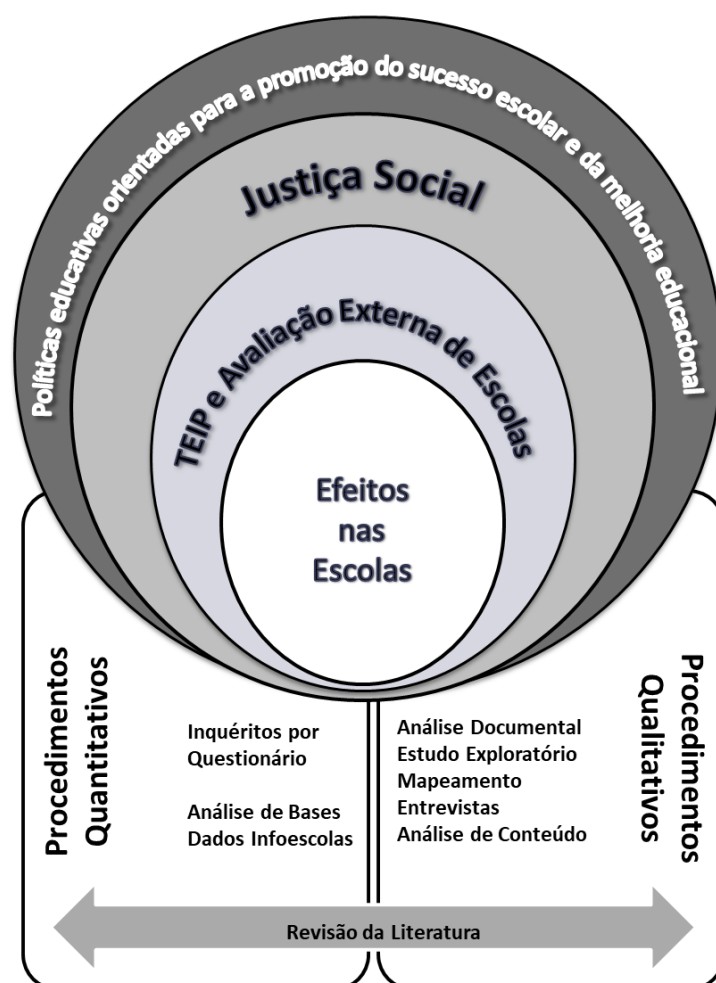 Políticas educativas orientadas para a promoção do sucesso escolar e da melhoria educacional
Justiça Social
TEIP e Avaliação Externa de Escolas
Efeitos
nas
Escolas
Procedimentos
Quantitativos
Inquéritos por
Questionário
Análise de Bases
Dados Infoescolas
Análise Documental
Estudo Exploratório
Mapeamento
Entrevistas
Análise de Conteúdo
Procedimentos
Qualitativos
Revisão da Literatura